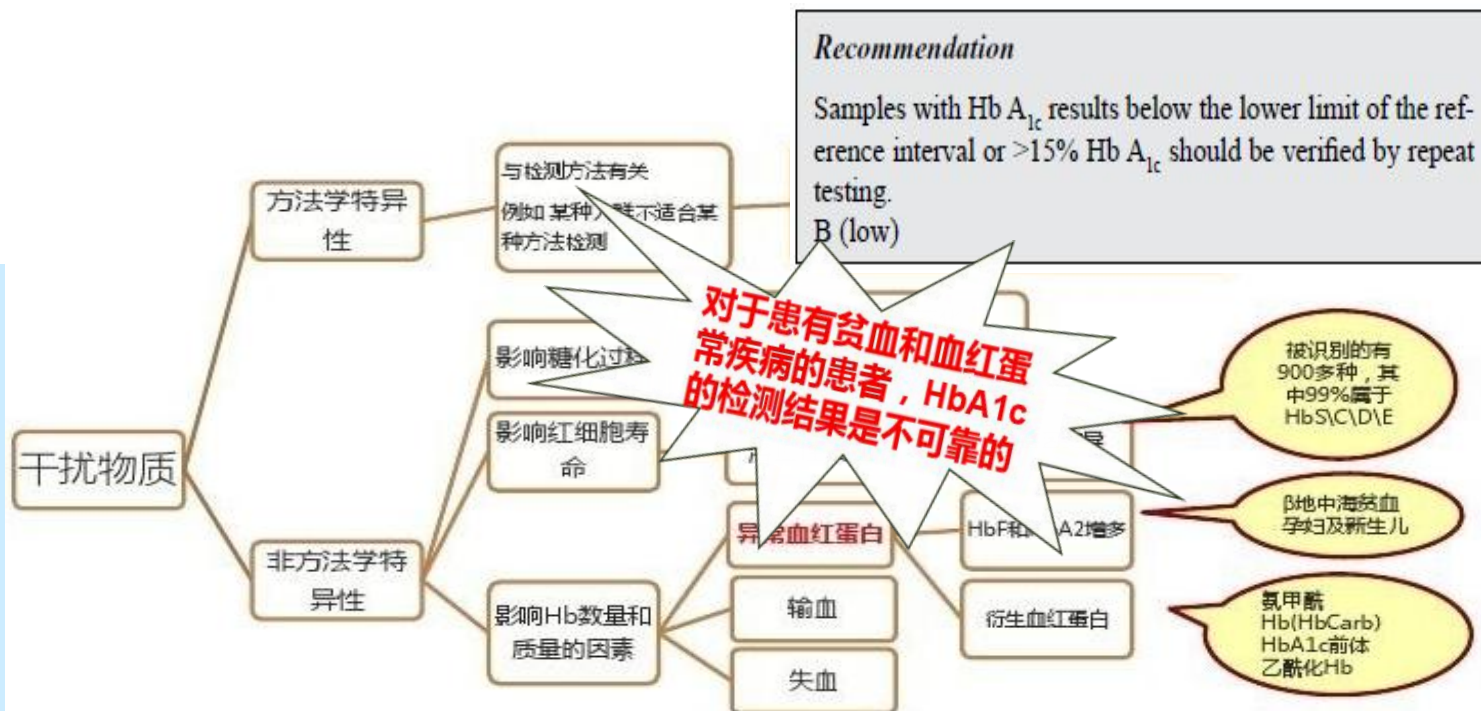 Recommendation
Samples with Hb A1c results below the lower limit of the ref-
erence interval or >15% Hb A1c should be verified by repeat
testing.
B (low)
与检测方法有关
例如 某种
不适合某
种方法检测
方法学特异
性
对于患有贫血和血红蛋
常疾病的患者，HbA1c
的检测结果是不可靠的
影响糖化过
影响红细胞寿
命
被识别的有
900多种，其
中99%属于
HbS\C\D\E
干扰物质
异常血红蛋白
HbF和
A2增多
β地中海贫血
孕妇及新生儿
非方法学特
异性
影响Hb数量和
质量的因素
输血
衍生血红蛋白
失血
氨甲酰
Hb(HbCarb)
HbA1c前体
乙酰化Hb